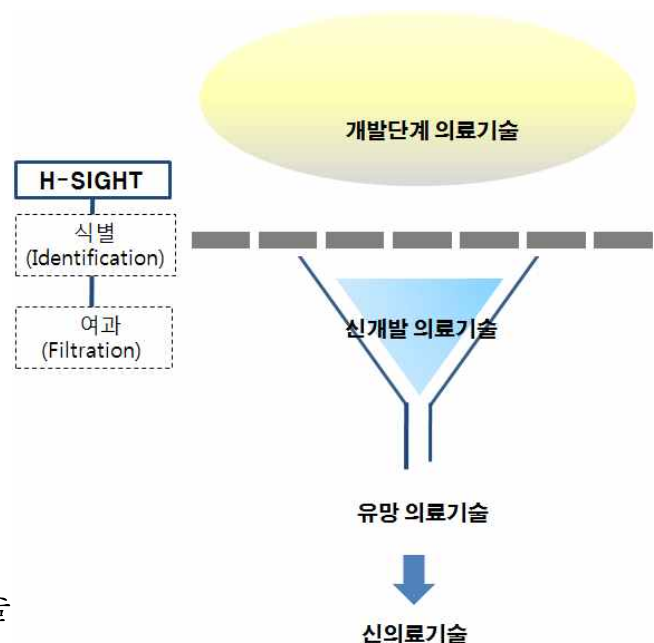 개발단계 의료기술
H-SIGHT
식별
(Identification)
여과
(Filtration)
신개발 의료기술
유망 의료기술
신의료기술